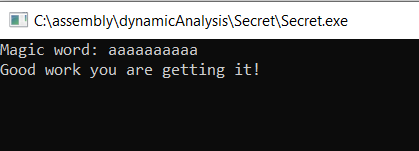 C:\assembly\dynamicAnalysis\Secret\Secret.exe
Magic word: aaaaaaaaaa
Good work you are getting it!